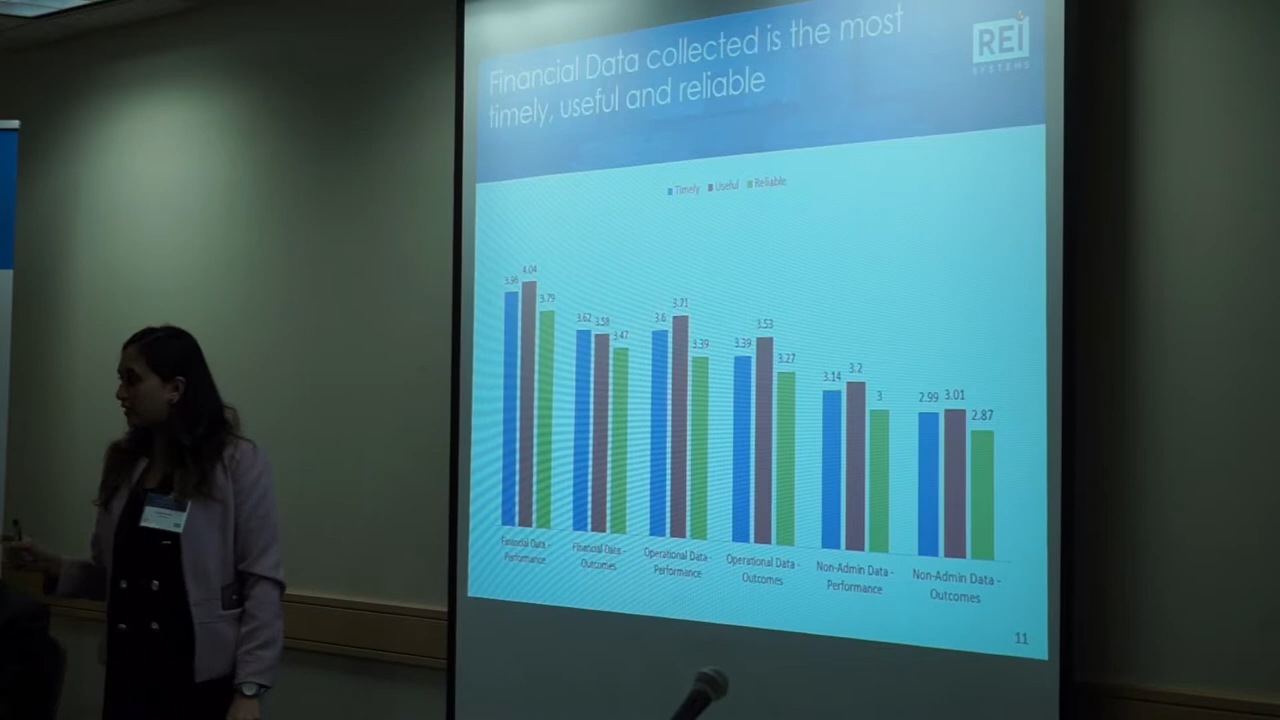 Financial Data collected is the most
timely, useful and reliable
REI
SYSTEMS
Timely Useful Reliable
4.04
3.79
3.62 3.58 3.47
3.6 3.71 3.39
3.39 3.53 3.27
3.14 3.2 3
2.99 3.01 2.87
Financial Data - Performance
Financial Data - Outcomes
Operational Data - Performance
Operational Data - Outcomes
Non-Admin Data - Performance
Non-Admin Data - Outcomes
11